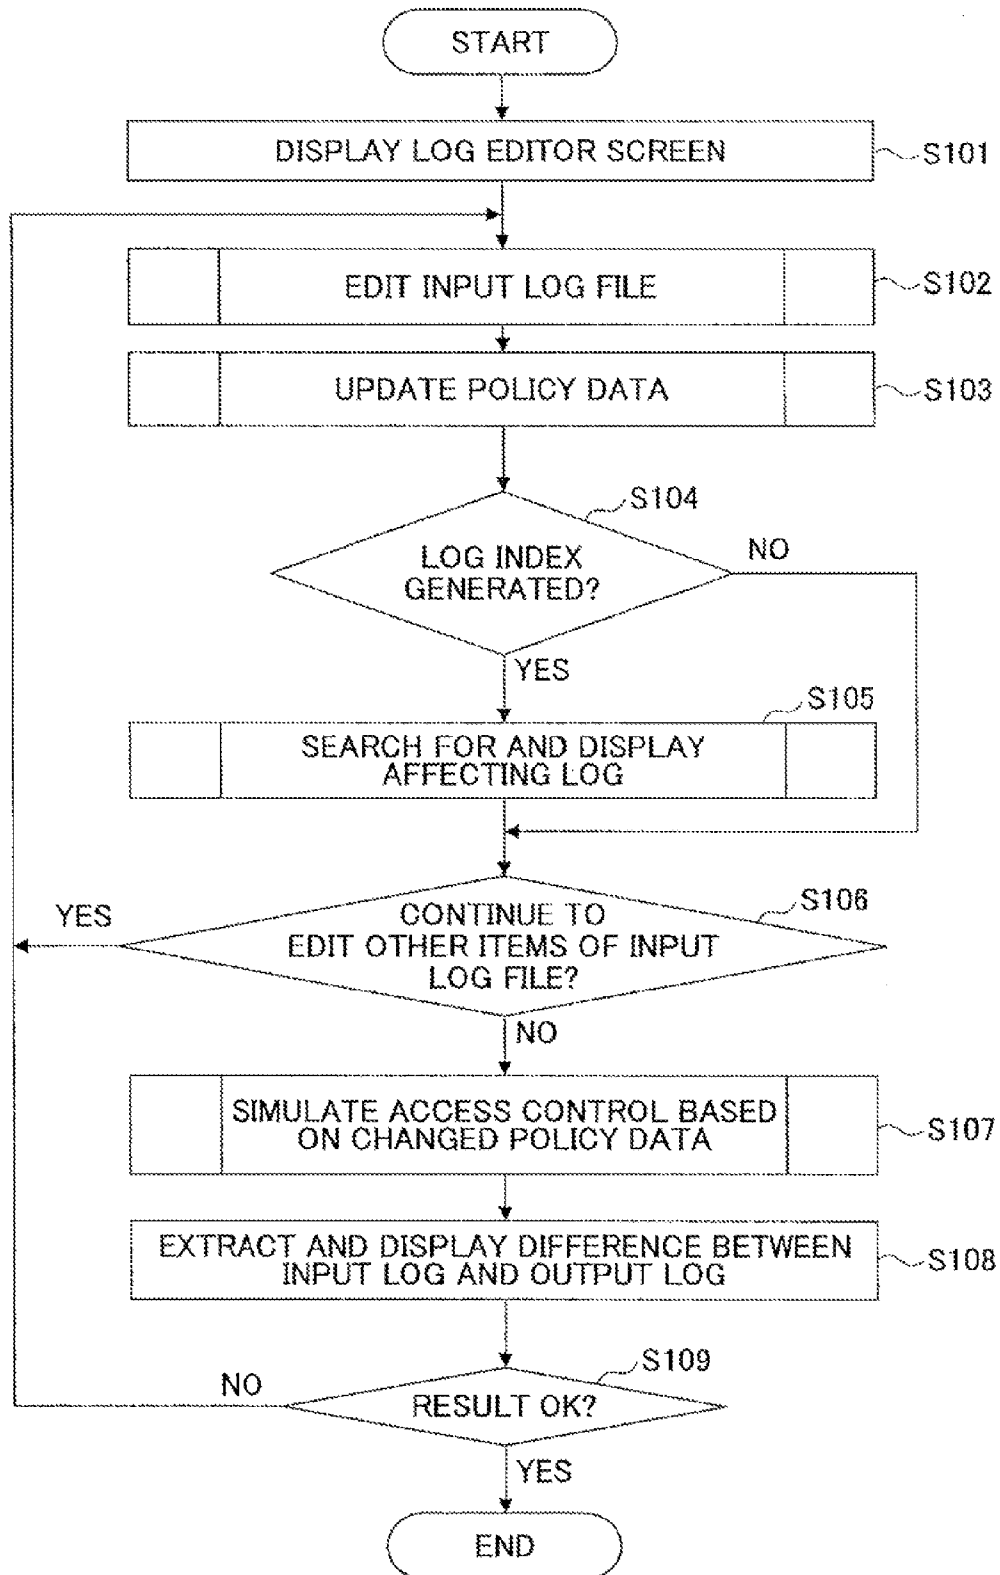 START
DISPLAY LOG EDITOR SCREEN
S101
EDIT INPUT LOG FILE
S102
UPDATE POLICY DATA
S103
S104
LOG INDEX
GENERATED?
NO
YES
S105
SEARCH FOR AND DISPLAY
AFFECTING LOG
S106
YES
CONTINUE TO
EDIT OTHER ITEMS OF INPUT
LOG FILE?
NO
SIMULATE ACCESS CONTROL BASED
ON CHANGED POLICY DATA
S107
EXTRACT AND DISPLAY DIFFERENCE BETWEEN
INPUT LOG AND OUTPUT LOG
S108
S109
NO
RESULT OK?
YES
END